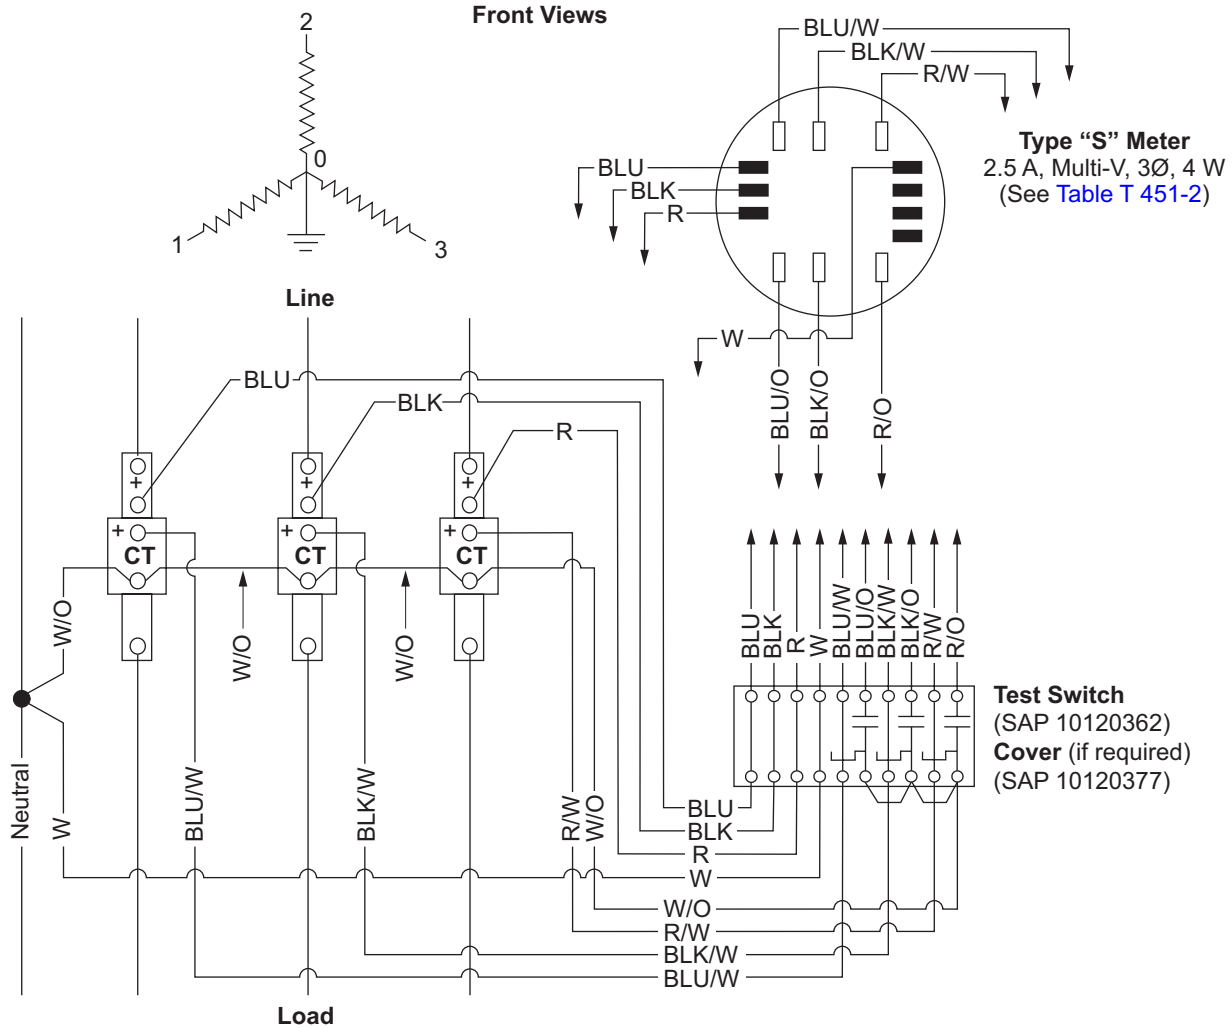 Front Views
2
0
1
3
BLU/W
BLK/W
R/W
Type “S” Meter
2.5 A, Multi-V, 3Ø, 4 W
(See Table T 451-2)
BLU
BLK
R
W
BLU/O
BLK/O
R/O
Line
BLU
BLK
R
+
+
+
+
CT
+
CT
+
CT
W/O
W/O
W/O
BLU
BLK
R
W
BLU/W
BLU/O
BLK/W
BLK/O
R/W
R/O
Test Switch
(SAP 10120362)
Cover (if required)
(SAP 10120377)
Neutral
W
BLU/W
BLK/W
R/W
W/O
BLU
BLK
R
W
W/O
R/W
BLK/W
BLU/W
Load